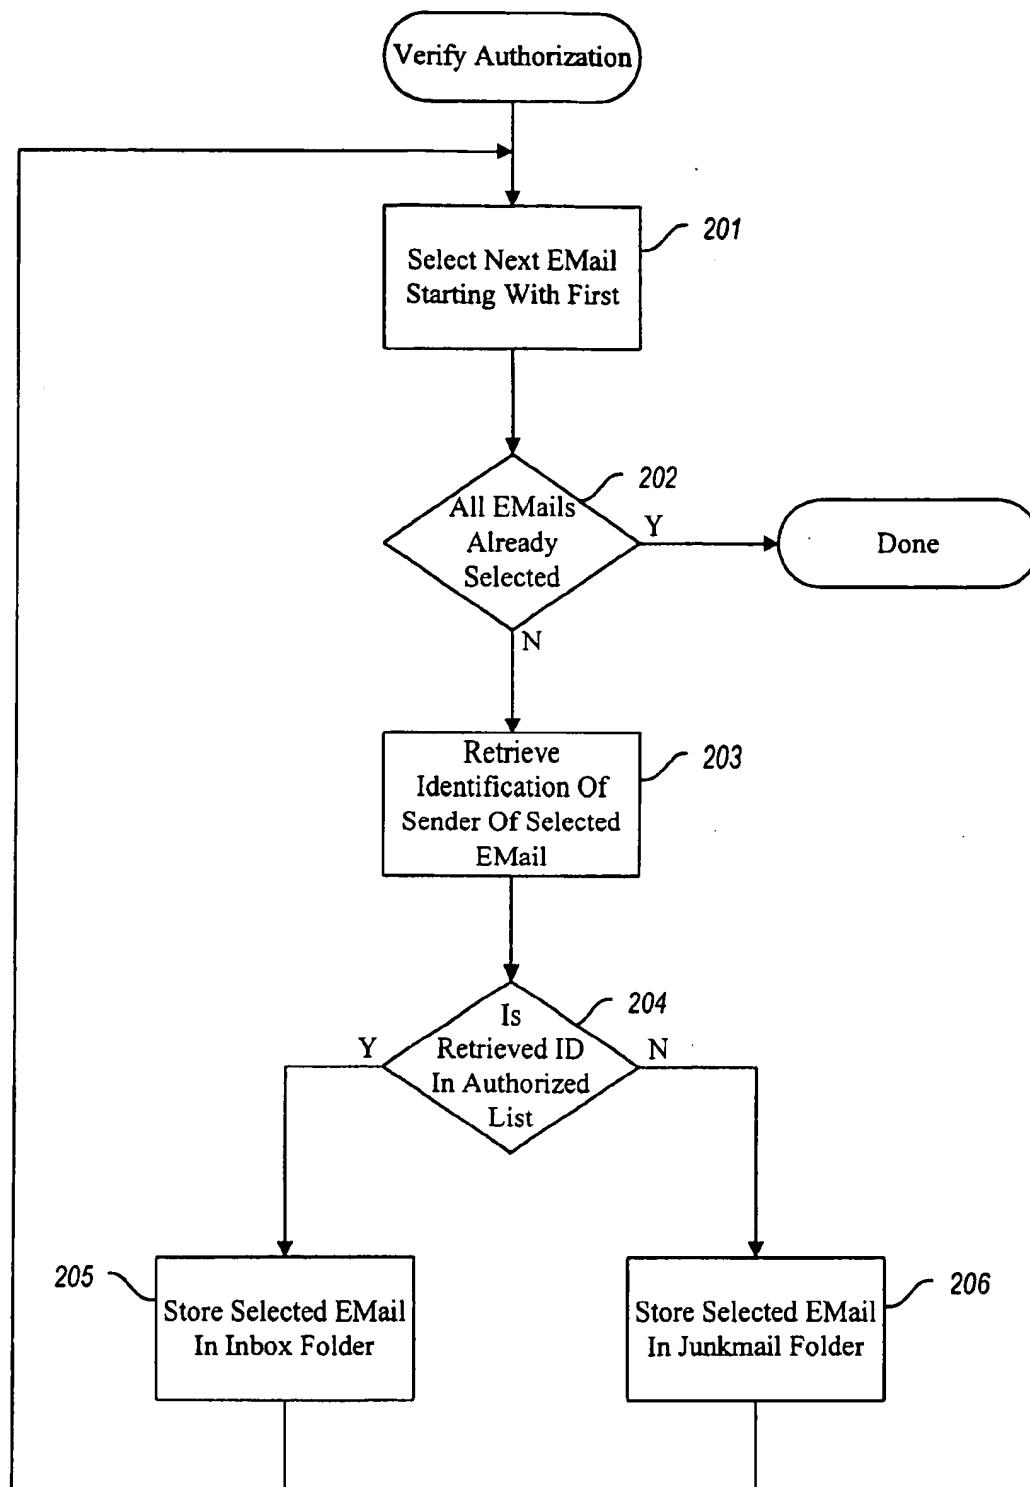 Verify Authorization
201
Select Next EMail
Starting With First
202
All EMails
Already
Selected
Y
Done
N
203
Retrieve
Identification Of
Sender Of Selected
EMail
204
Is
Retrieved ID
In Authorized
List
Y
N
205
Store Selected EMail
In Inbox Folder
206
Store Selected EMail
In Junkmail Folder